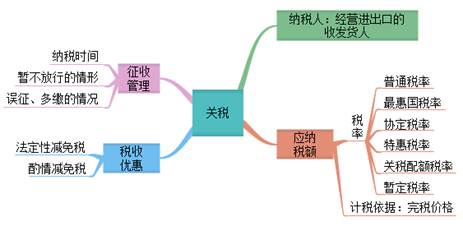 关税
纳税人：经营进出口的
收发货人
应纳
税额
税
率
普通税率
最惠国税率
协定税率
特惠税率
关税配额税率
暂定税率
计税依据：完税价格
征收
管理
纳税时间
暂不放行的情形
误征、多缴的情况
税收
优惠
法定性减免税
酌情减免税